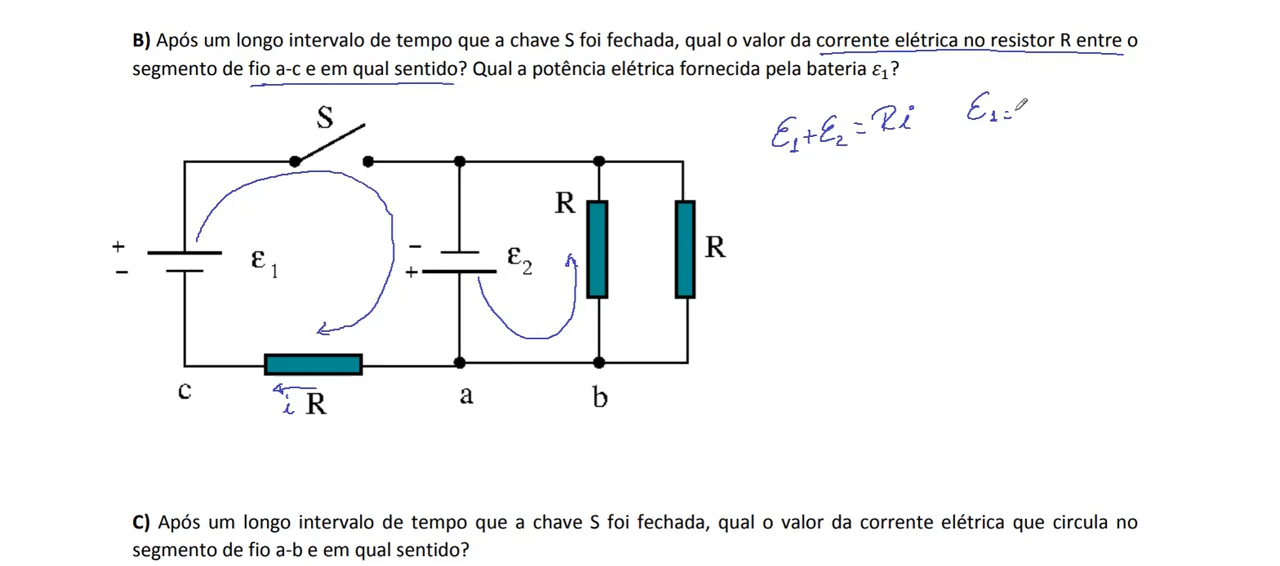 B) Após um longo intervalo de tempo que a chave S foi fechada, qual o valor da corrente elétrica no resistor R entre o
segmento de fio a-c e em qual sentido? Qual a potência elétrica fornecida pela bateria ε₁?
S
ε₁+ε₂=Ri
ε₁=
R
+
−
ε₁
−
+
ε₂
R
c
i R
a
b
C) Após um longo intervalo de tempo que a chave S foi fechada, qual o valor da corrente elétrica que circula no
segmento de fio a-b e em qual sentido?